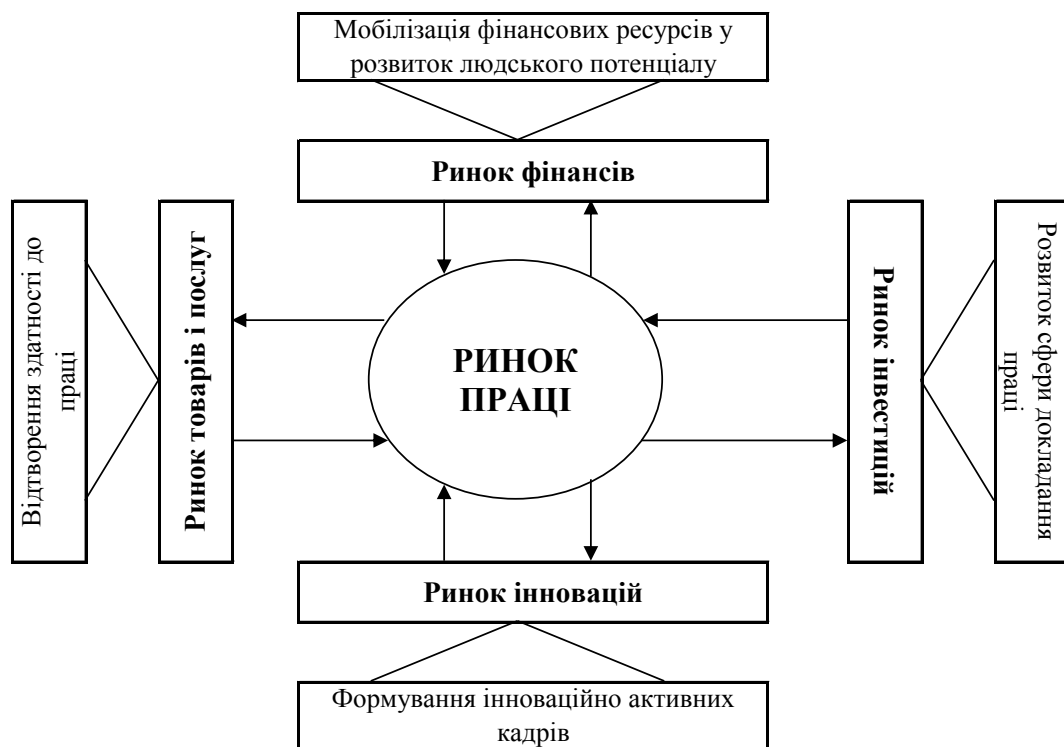 Мобілізація фінансових ресурсів у
розвиток людського потенціалу
Ринок фінансів
Відтворення здатності до
праці
Ринок товарів і послуг
РИНОК
ПРАЦІ
Ринок інвестицій
Розвиток сфери докладання
праці
Ринок інновацій
Формування інноваційно активних
кадрів